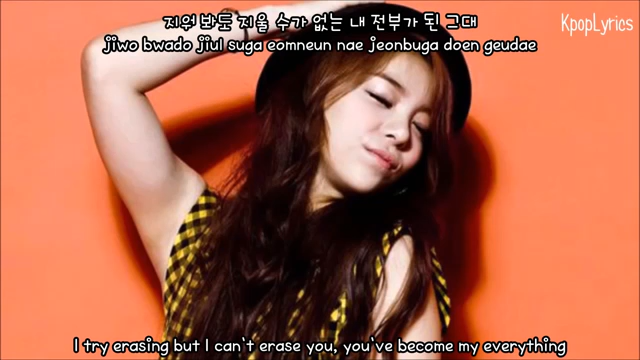 지워 봐도 지울 수가 없는 내 전부가 된 그대
jiwo bwado jiul suga eomneun nae jeonbuga doen geudae
KpopLyrics
I try erasing but I can't erase you, you've become my everything